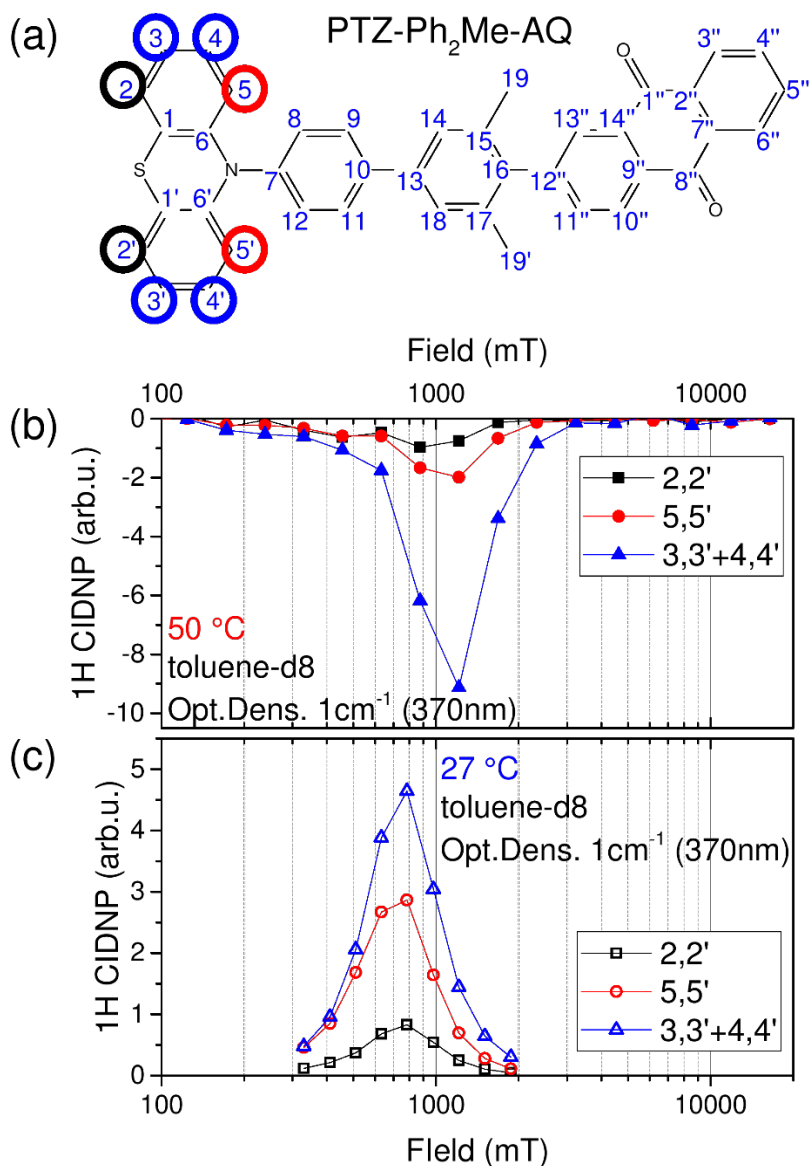 (a)
PTZ-Ph2Me-AQ
3 4
2 5
1 6
S N
1' 6'
2' 5'
3' 4'
7 8 9 10 11 12
13 14 15 16 17 18
19
19'
O
O
1'' 2'' 3'' 4'' 5'' 6'' 7'' 8''
9'' 10'' 11'' 12'' 13'' 14''
Field (mT)
100 1000 10000
(b)
1H CIDNP (arb.u.)
0
-2
-4
-6
-8
-10
2,2'
5,5'
3,3'+4,4'
50 °C
toluene-d8
Opt.Dens. 1cm-1 (370nm)
(c)
1H CIDNP (arb.u.)
5
4
3
2
1
0
27 °C
toluene-d8
Opt.Dens. 1cm-1 (370nm)
2,2'
5,5'
3,3'+4,4'
100 1000 10000
FIeld (mT)